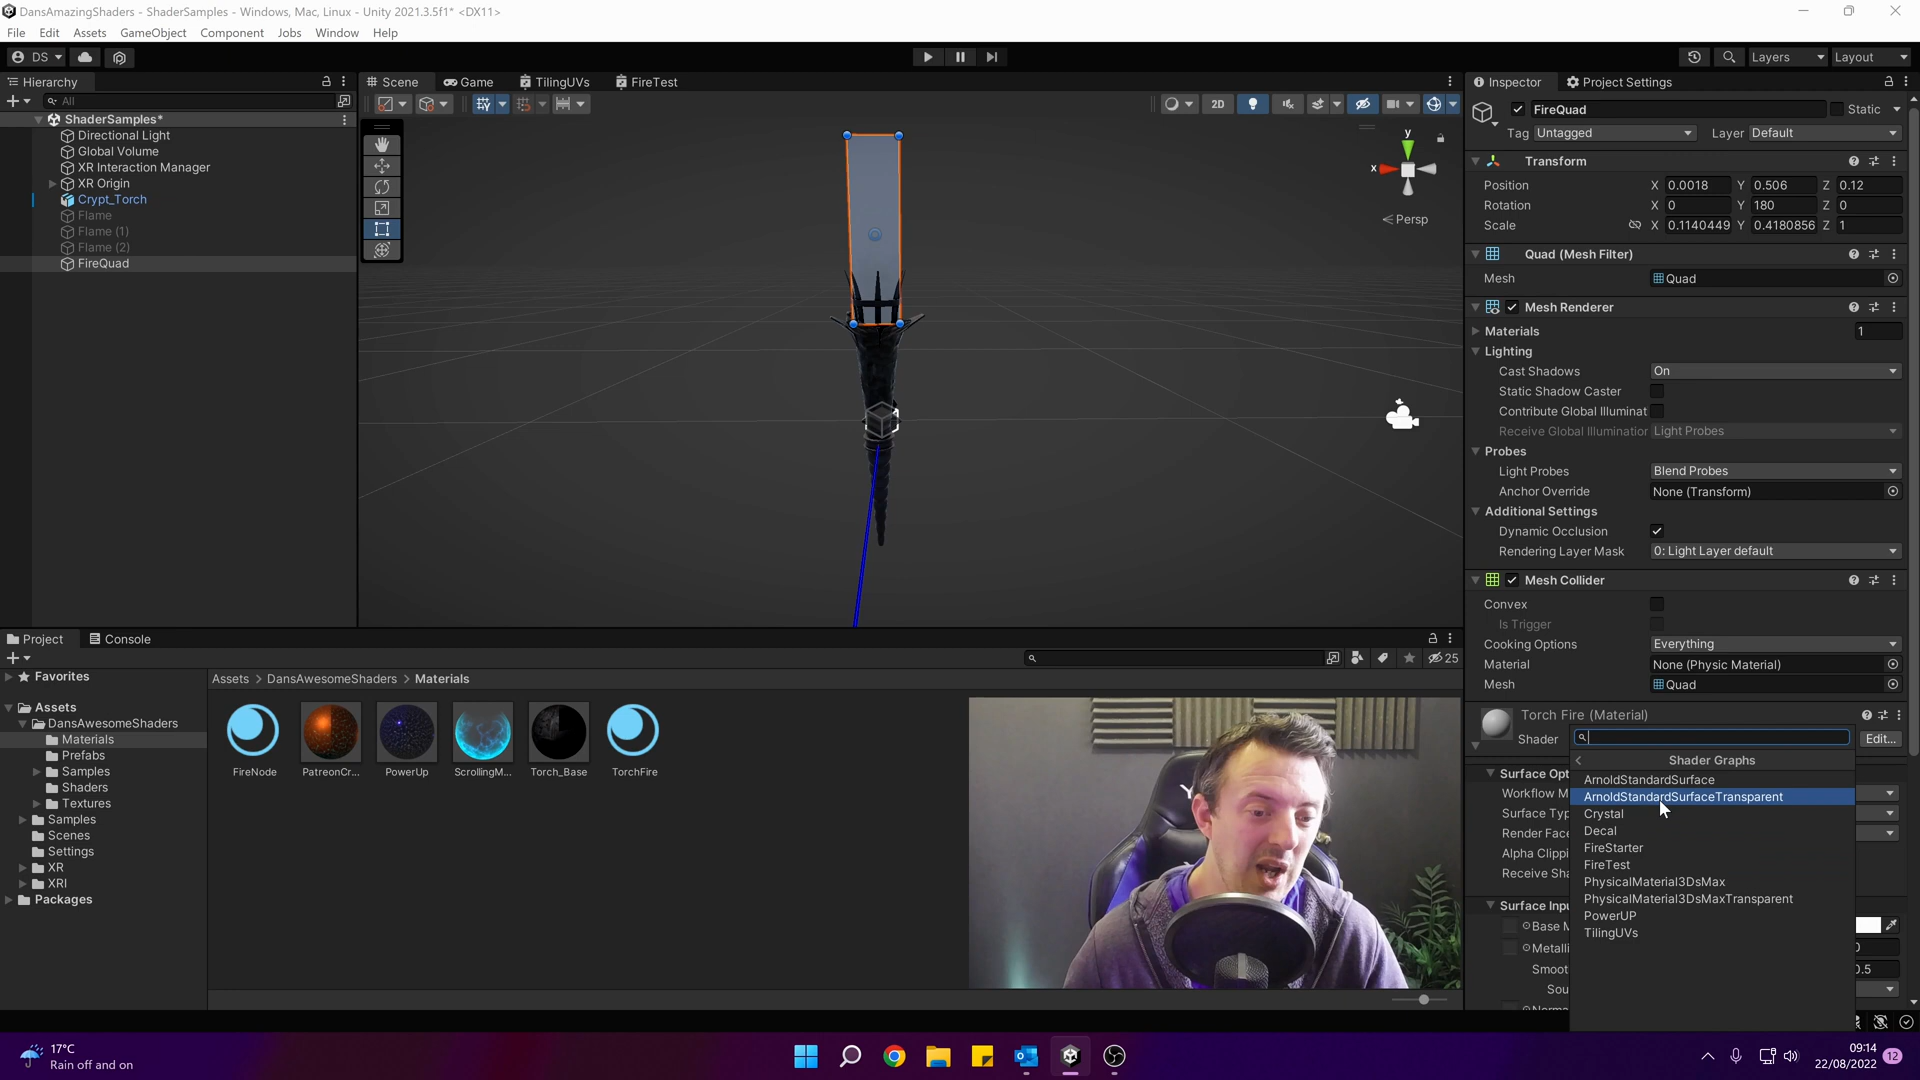 DansAmazingShaders - ShaderSamples - Windows, Mac, Linux - Unity 2021.3.5f1* <DX11>
File Edit Assets GameObject Component Jobs Window Help
DS Layers Layout
Hierarchy
All
ShaderSamples*
Directional Light
Global Volume
XR Interaction Manager
XR Origin
Crypt_Torch
Flame
Flame (1)
Flame (2)
FireQuad
Scene Game TilingUVs FireTest
2D
y
x
Persp
Inspector Project Settings
FireQuad Static
Tag Untagged Layer Default
Transform
Position X 0.0018 Y 0.506 Z 0.12
Rotation X 0 Y 180 Z 0
Scale X 0.1140449 Y 0.4180856 Z 1
Quad (Mesh Filter)
Mesh Quad
Mesh Renderer
Materials 1
Lighting
Cast Shadows On
Static Shadow Caster
Contribute Global Illuminat
Receive Global Illuminatior Light Probes
Probes
Light Probes Blend Probes
Anchor Override None (Transform)
Additional Settings
Dynamic Occlusion
Rendering Layer Mask 0: Light Layer default
Mesh Collider
Convex
Is Trigger
Cooking Options Everything
Material None (Physic Material)
Mesh Quad
Torch Fire (Material)
Shader Edit...
Shader Graphs
ArnoldStandardSurface
ArnoldStandardSurfaceTransparent
Crystal
Decal
FireStarter
FireTest
PhysicalMaterial3DsMax
PhysicalMaterial3DsMaxTransparent
PowerUP
TilingUVs
Surface Opt
Workflow M
Surface Typ
Render Face
Alpha Clippi
Receive Sha
Surface Inpu
Base M
Metalli
Smoot 0.5
Sou
Project Console
25
Favorites
Assets
DansAwesomeShaders
Materials
Prefabs
Samples
Shaders
Textures
Samples
Scenes
Settings
XR
XRI
Packages
Assets > DansAwesomeShaders > Materials
FireNode PatreonCr... PowerUp ScrollingM... Torch_Base TorchFire
17°C
Rain off and on
09:14
22/08/2022
12